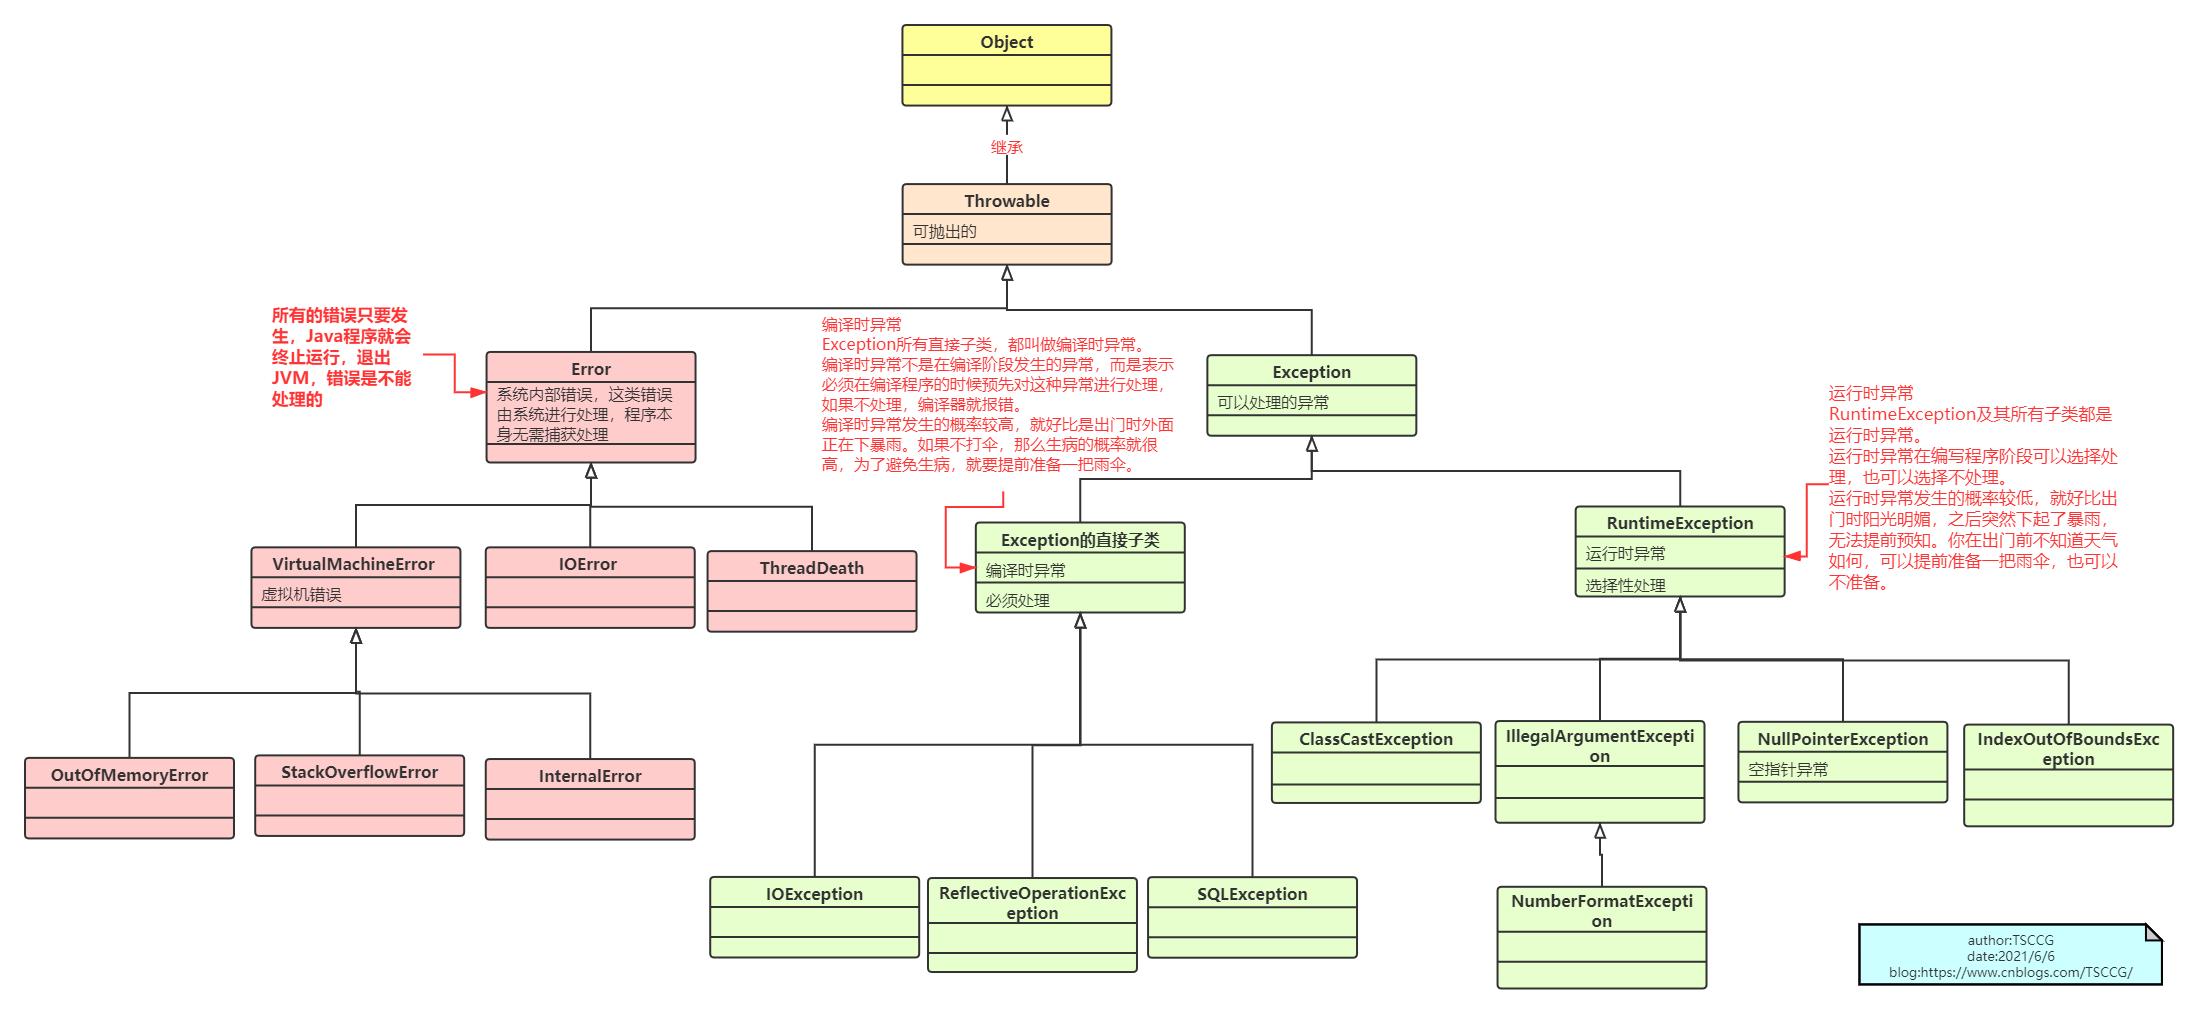 Object
继承
Throwable
可抛出的
所有的错误只要发
生，Java程序就会
终止运行，退出
JVM，错误是不能
处理的
Error
系统内部错误，这类错误
由系统进行处理，程序本
身无需捕获处理
编译时异常
Exception所有直接子类，都叫做编译时异常。
编译时异常不是在编译阶段发生的异常，而是表示
必须在编译程序的时候预先对这种异常进行处理，
如果不处理，编译器就报错。
编译时异常发生的概率较高，就好比是出门时外面
正在下暴雨。如果不打伞，那么生病的概率就很
高，为了避免生病，就要提前准备一把雨伞。
Exception
可以处理的异常
运行时异常
RuntimeException及其所有子类都是
运行时异常。
运行时异常在编写程序阶段可以选择处
理，也可以选择不处理。
运行时异常发生的概率较低，就好比出
门时阳光明媚，之后突然下起了暴雨，
无法提前预知。你在出门前不知道天气
如何，可以提前准备一把雨伞，也可以
不准备。
VirtualMachineError
虚拟机错误
IOError
ThreadDeath
Exception的直接子类
编译时异常
必须处理
RuntimeException
运行时异常
选择性处理
OutOfMemoryError
StackOverflowError
InternalError
ClassCastException
IllegalArgumentExcepti
on
NullPointerException
空指针异常
IndexOutOfBoundsExc
eption
IOException
ReflectiveOperationExc
eption
SQLException
NumberFormatExcepti
on
author:TSCCG
date:2021/6/6
blog:https://www.cnblogs.com/TSCCG/